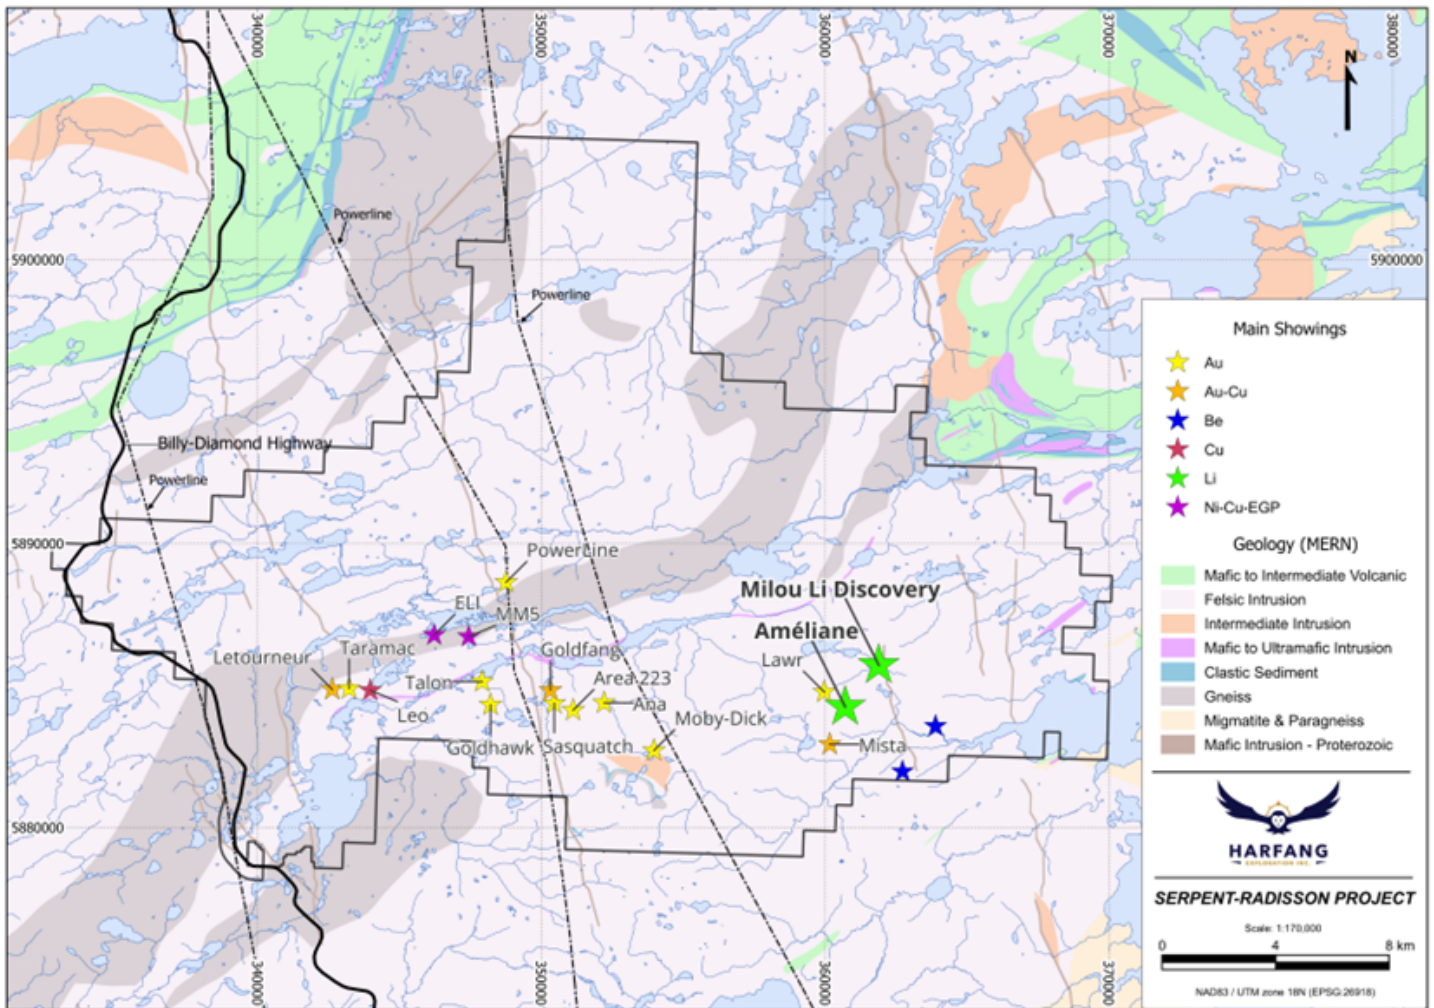 340000
350000
360000
370000
380000
N
Powerline
5900000
5900000
Powerline
Billy-Diamond Highway
Powerline
5890000
PowerLine
ELI
MM5
Milou Li Discovery
Améliane
Letourneur
Taramac
Goldfang
Lawr
Talon
Area 223
Leo
Ana
Moby-Dick
Goldhawk
Sasquatch
Mista
5880000
340000
350000
360000
370000
Main Showings
Au
Au-Cu
Be
Cu
Li
Ni-Cu-EGP
Geology (MERN)
Mafic to Intermediate Volcanic
Felsic Intrusion
Intermediate Intrusion
Mafic to Ultramafic Intrusion
Clastic Sediment
Gneiss
Migmatite & Paragneiss
Mafic Intrusion - Proterozoic
HARFANG
EXPLORATION INC.
SERPENT-RADISSON PROJECT
Scale: 1:170,000
0 4 8 km
NAD83 / UTM zone 18N (EPSG:26918)